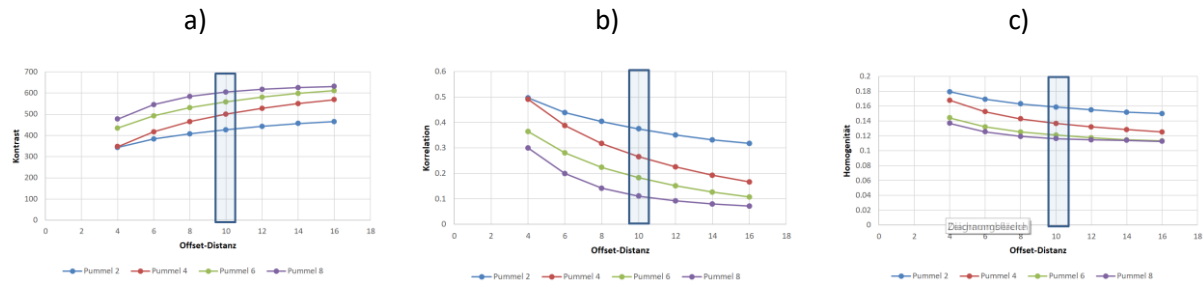 a)
700
600
500
400
300
200
100
0
Kontrast
0 2 4 6 8 10 12 14 16 18
Offset-Distanz
Pummel 2 Pummel 4 Pummel 6 Pummel 8
b)
0.6
0.5
0.4
0.3
0.2
0.1
0
Korrelation
0 2 4 6 8 10 12 14 16 18
Offset-Distanz
Pummel 2 Pummel 4 Pummel 6 Pummel 8
c)
0.2
0.18
0.16
0.14
0.12
0.1
0.08
0.06
0.04
0.02
0
Homogenität
0 2 4 6 8 10 12 14 16 18
Offset-Distanz
Pummel 2 Pummel 4 Pummel 6 Pummel 8